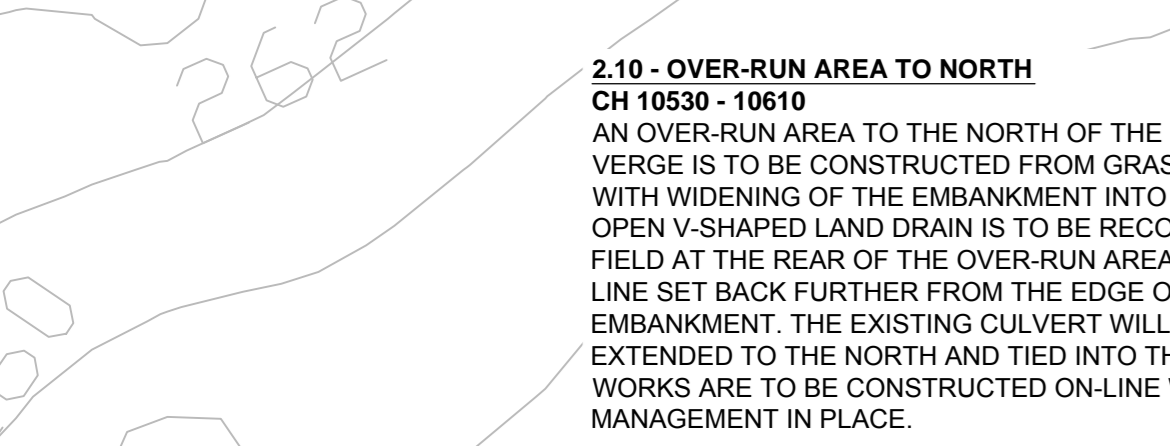 262
2.10 - OVER-RUN AREA TO NORTH
CH 10530 - 10610
AN OVER-RUN AREA TO THE NORTH OF THE
VERGE IS TO BE CONSTRUCTED FROM
WITH WIDENING OF THE EMBANKMENT INTO
OPEN V-SHAPED LAND DRAIN IS TO BE
FIELD AT THE REAR OF THE OVER-RUN AREA
LINE SET BACK FURTHER FROM THE EDGE
EMBANKMENT. THE EXISTING CULVERT WILL
EXTENDED TO THE NORTH AND TIED INTO
WORKS ARE TO BE CONSTRUCTED ON-LINE
MANAGEMENT IN PLACE.